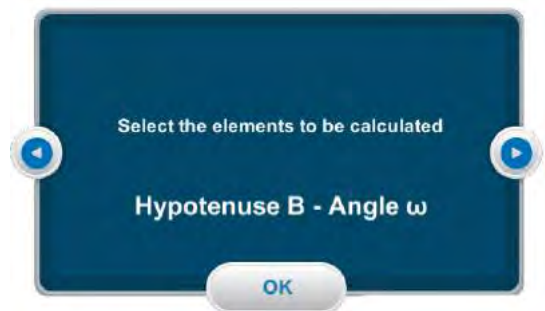 Select the elements to be calculated
Hypotenuse B - Angle ω
OK